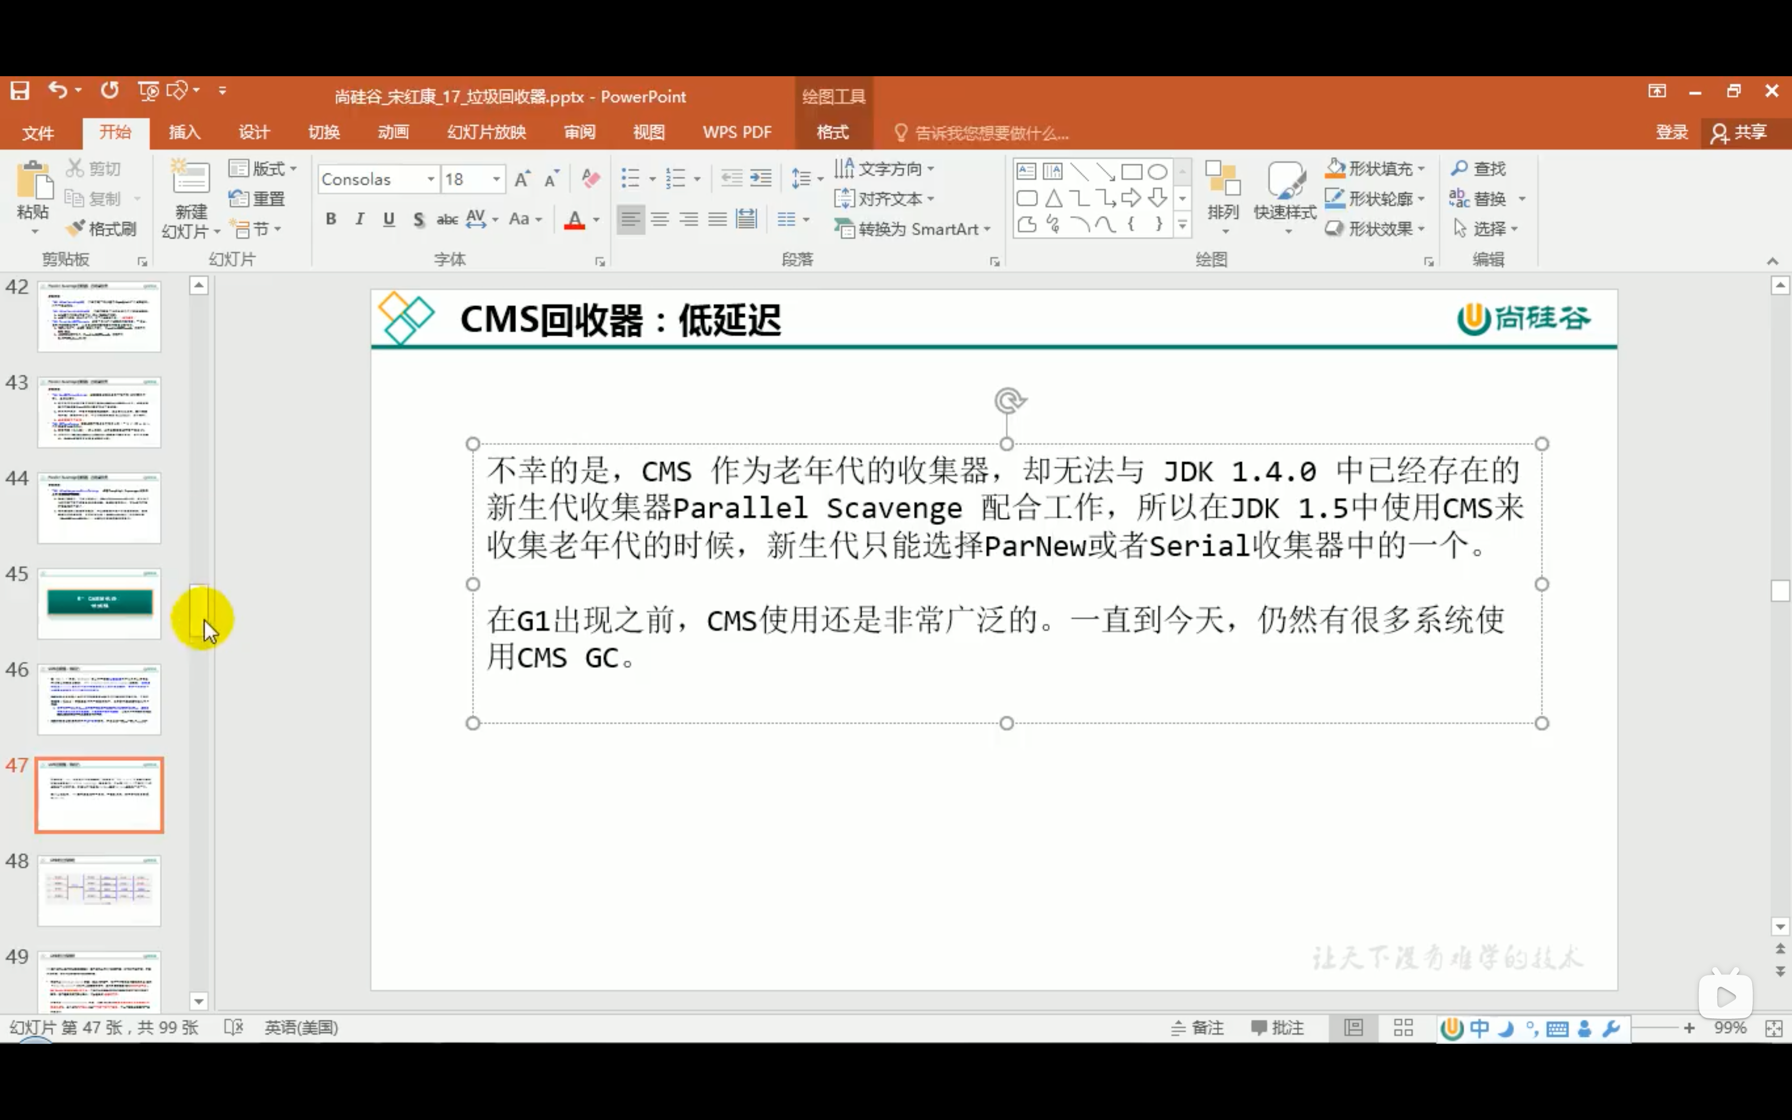 尚硅谷_宋红康_17_垃圾回收器.pptx - PowerPoint
绘图工具
文件 开始 插入 设计 切换 动画 幻灯片放映 审阅 视图 WPS PDF 格式 告诉我您想要做什么... 登录 共享
粘贴 剪切 复制 格式刷 剪贴板
新建 幻灯片 版式 重置 节 幻灯片
Consolas 18
B I U S abc AV Aa A
字体
文字方向 对齐文本 转换为 SmartArt 段落
排列 快速样式 形状填充 形状轮廓 形状效果 绘图
查找 替换 选择 编辑
42
43
44
45
46
47
48
49
CMS回收器：低延迟
尚硅谷
不幸的是，CMS 作为老年代的收集器，却无法与 JDK 1.4.0 中已经存在的
新生代收集器Parallel Scavenge 配合工作，所以在JDK 1.5中使用CMS来
收集老年代的时候，新生代只能选择ParNew或者Serial收集器中的一个。
在G1出现之前，CMS使用还是非常广泛的。一直到今天，仍然有很多系统使
用CMS GC。
让天下没有难学的技术
幻灯片 第 47 张，共 99 张 英语(美国) 备注 批注 中 99%